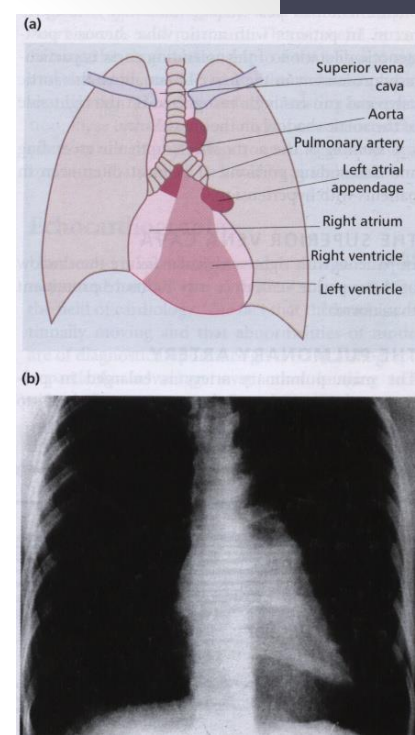 (a)
Superior vena
cava
Aorta
Pulmonary artery
Left atrial
appendage
Right atrium
Right ventricle
Left ventricle
(b)